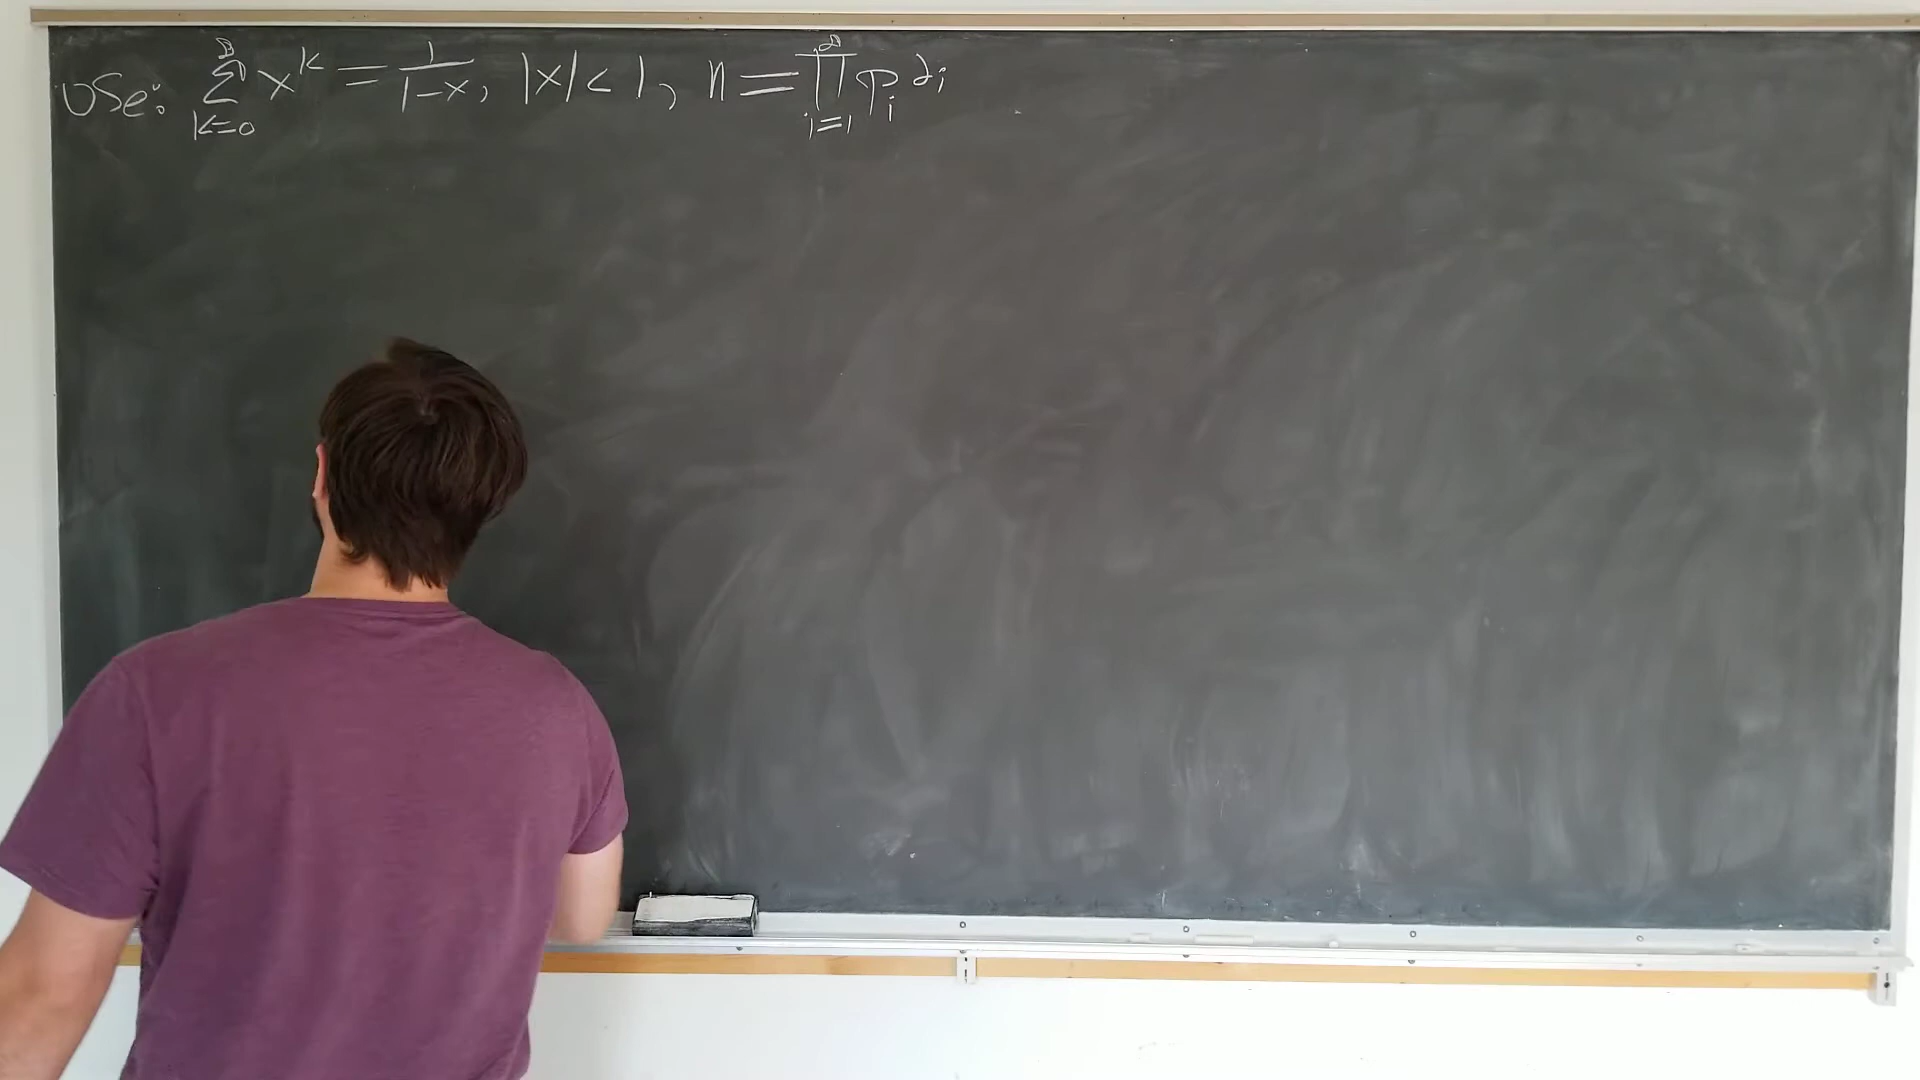 Use: ∑_{k=0}^{∞} x^k = 1/(1-x), |x| < 1, n = ∏_{i=1}^{∞} p_i^{a_i}